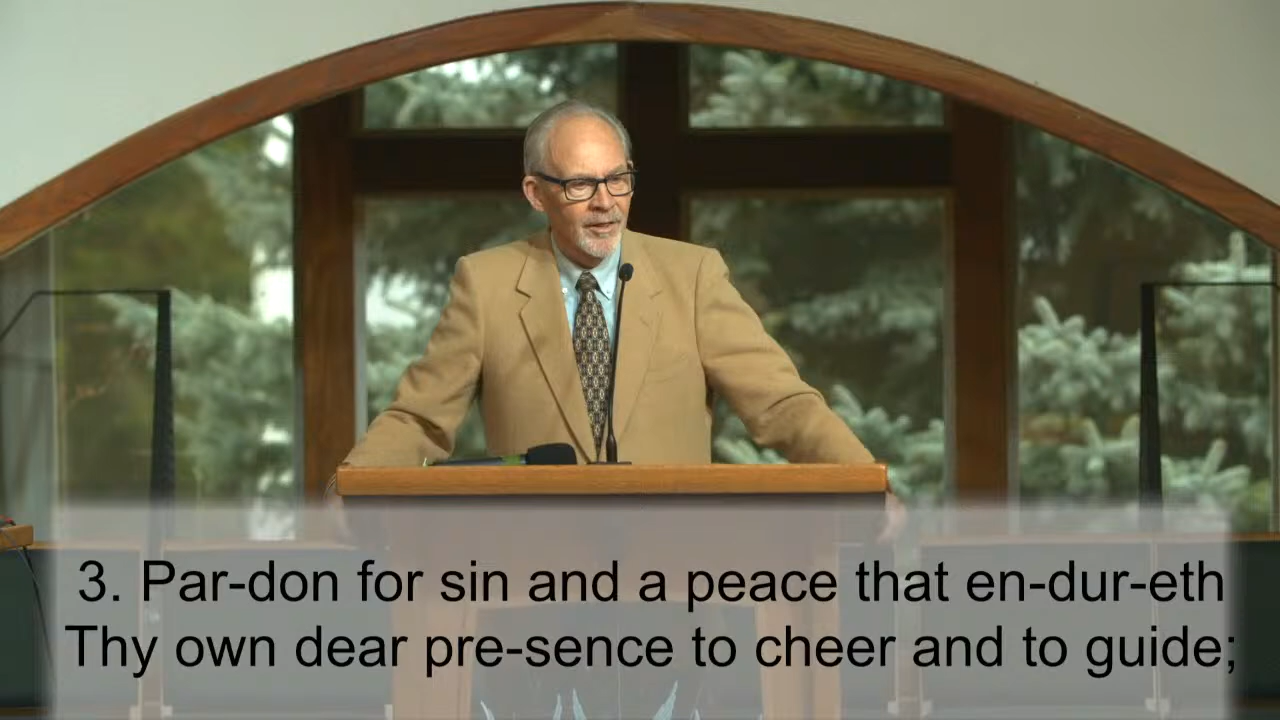 3. Par-don for sin and a peace that en-dur-eth
Thy own dear pre-sence to cheer and to guide;